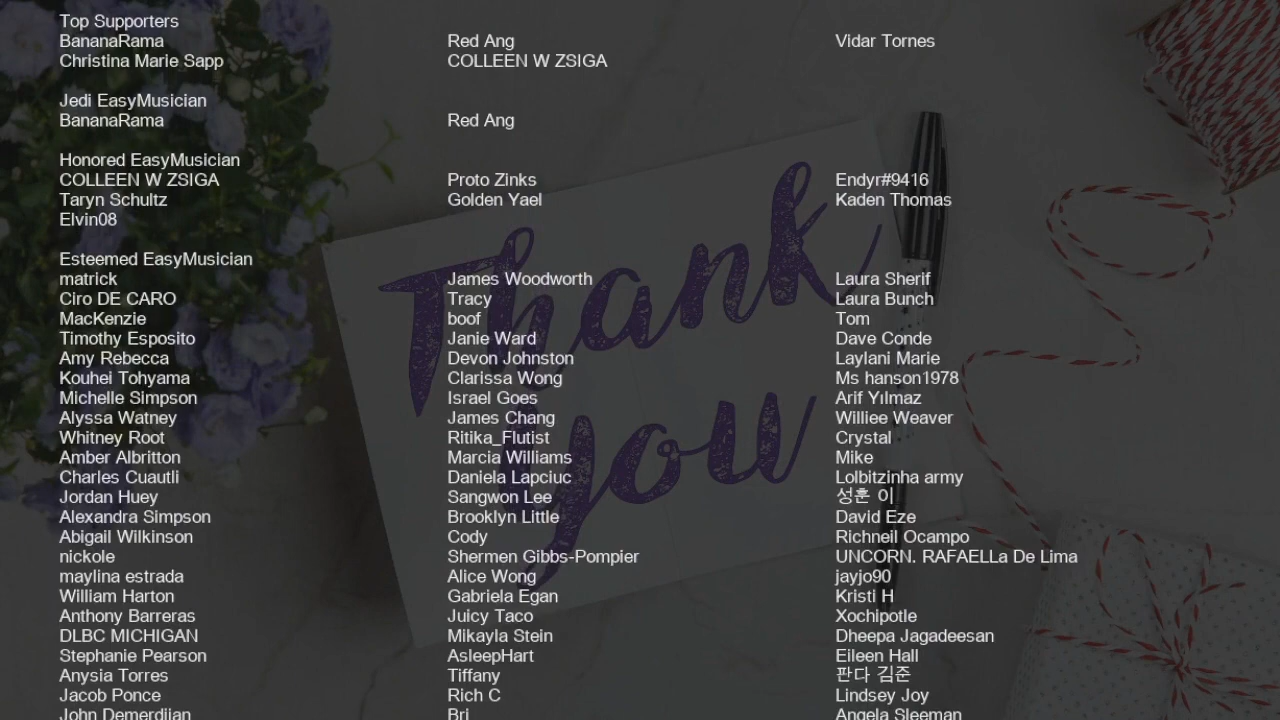 Top Supporters
BananaRama Red Ang Vidar Tornes
Christina Marie Sapp COLLEEN W ZSIGA
Jedi EasyMusician
BananaRama Red Ang
Honored EasyMusician
COLLEEN W ZSIGA Proto Zinks Endyr#9416
Taryn Schultz Golden Yael Kaden Thomas
Elvin08
Esteemed EasyMusician
matrick James Woodworth Laura Sherif
Ciro DE CARO Tracy Laura Bunch
MacKenzie boof Tom
Timothy Esposito Janie Ward Dave Conde
Amy Rebecca Devon Johnston Laylani Marie
Kouhei Tohyama Clarissa Wong Ms hanson1978
Michelle Simpson Israel Goes Arif Yılmaz
Alyssa Watney James Chang Williee Weaver
Whitney Root Ritika_Flutist Crystal
Amber Albritton Marcia Williams Mike
Charles Cuautli Daniela Lapciuc Lolbitzinha army
Jordan Huey Sangwon Lee 성훈 이
Alexandra Simpson Brooklyn Little David Eze
Abigail Wilkinson Cody Richneil Ocampo
nickole Shermen Gibbs-Pompier UNCORN. RAFAELLa De Lima
maylina estrada Alice Wong jayjo90
William Harton Gabriela Egan Kristi H
Anthony Barreras Juicy Taco Xochipotle
DLBC MICHIGAN Mikayla Stein Dheepa Jagadeesan
Stephanie Pearson AsleepHart Eileen Hall
Anysia Torres Tiffany 판다 김준
Jacob Ponce Rich C Lindsey Joy
John Demerdjian Bri Angela Sleeman
Thank
you